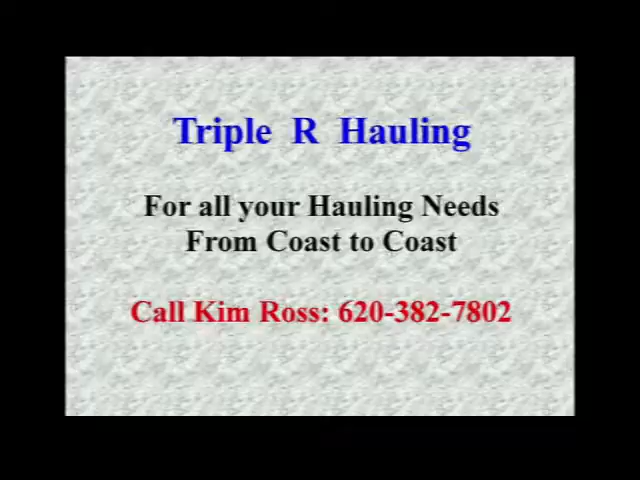 Triple R Hauling
For all your Hauling Needs
From Coast to Coast
Call Kim Ross: 620-382-7802